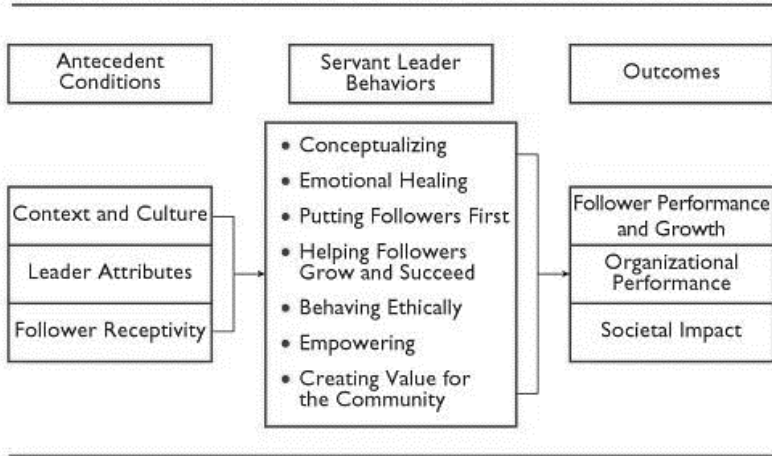 Antecedent
Conditions
Servant Leader
Behaviors
Outcomes
Context and Culture
Leader Attributes
Follower Receptivity
• Conceptualizing
• Emotional Healing
• Putting Followers First
• Helping Followers
Grow and Succeed
• Behaving Ethically
• Empowering
• Creating Value for
the Community
Follower Performance
and Growth
Organizational
Performance
Societal Impact